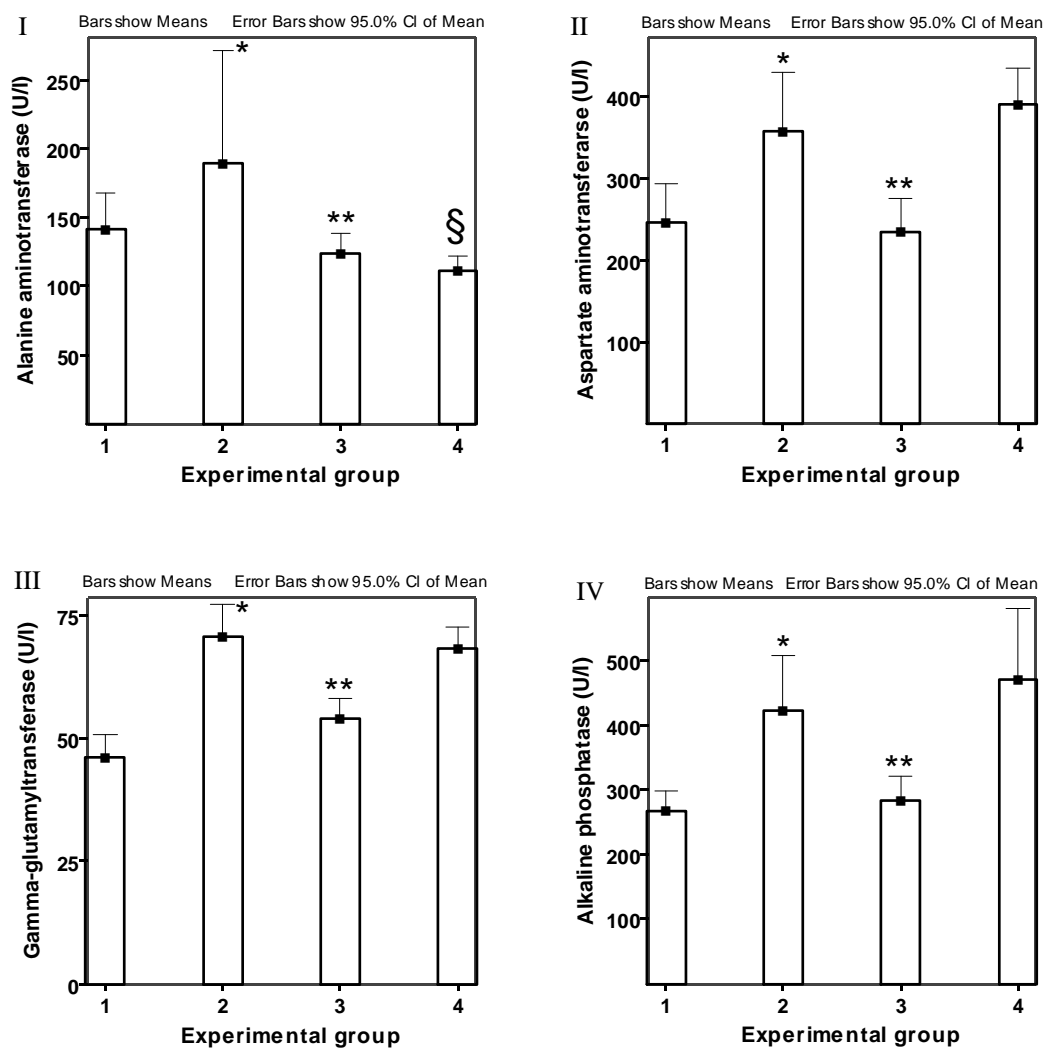 I
Bars show Means Error Bars show 95.0% CI of Mean
Alanine aminotransferase (U/l)
250
200
150
100
50
*
**
§
1 2 3 4
Experimental group
II
Bars show Means Error Bars show 95.0% CI of Mean
Aspartate aminotransferarse (U/l)
400
300
200
100
*
**
1 2 3 4
Experimental group
III
Bars show Means Error Bars show 95.0% CI of Mean
Gamma-glutamyltransferase (U/l)
75
50
25
0
*
**
1 2 3 4
Experimental group
IV
Bars show Means Error Bars show 95.0% CI of Mean
Alkaline phosphatase (U/l)
500
400
300
200
100
*
**
1 2 3 4
Experimental group